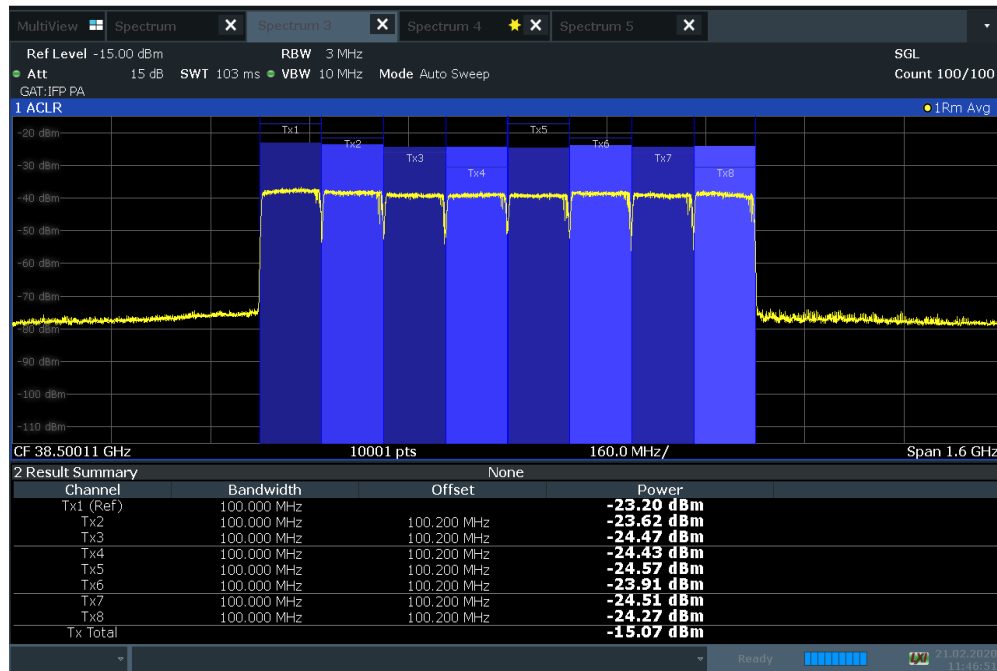 MultiView Spectrum X Spectrum 3 X Spectrum 4 X Spectrum 5 X
Ref Level -15.00 dBm RBW 3 MHz SGL
Att 15 dB SWT 103 ms VBW 10 MHz Mode Auto Sweep Count 100/100
GAT:IFP PA
1 ACLR 1Rm Avg
-20 dBm
Tx1 Tx5
Tx2 Tx6
Tx3 Tx7
-30 dBm
Tx4 Tx8
-40 dBm
-50 dBm
-60 dBm
-70 dBm
-80 dBm
-90 dBm
-100 dBm
-110 dBm
CF 38.50011 GHz 10001 pts 160.0 MHz/ Span 1.6 GHz
2 Result Summary None
Channel Bandwidth Offset Power
Tx1 (Ref) 100.000 MHz -23.20 dBm
Tx2 100.000 MHz 100.200 MHz -23.62 dBm
Tx3 100.000 MHz 100.200 MHz -24.47 dBm
Tx4 100.000 MHz 100.200 MHz -24.43 dBm
Tx5 100.000 MHz 100.200 MHz -24.57 dBm
Tx6 100.000 MHz 100.200 MHz -23.91 dBm
Tx7 100.000 MHz 100.200 MHz -24.51 dBm
Tx8 100.000 MHz 100.200 MHz -24.27 dBm
Tx Total -15.07 dBm
Ready 21.02.2020
11:46:51